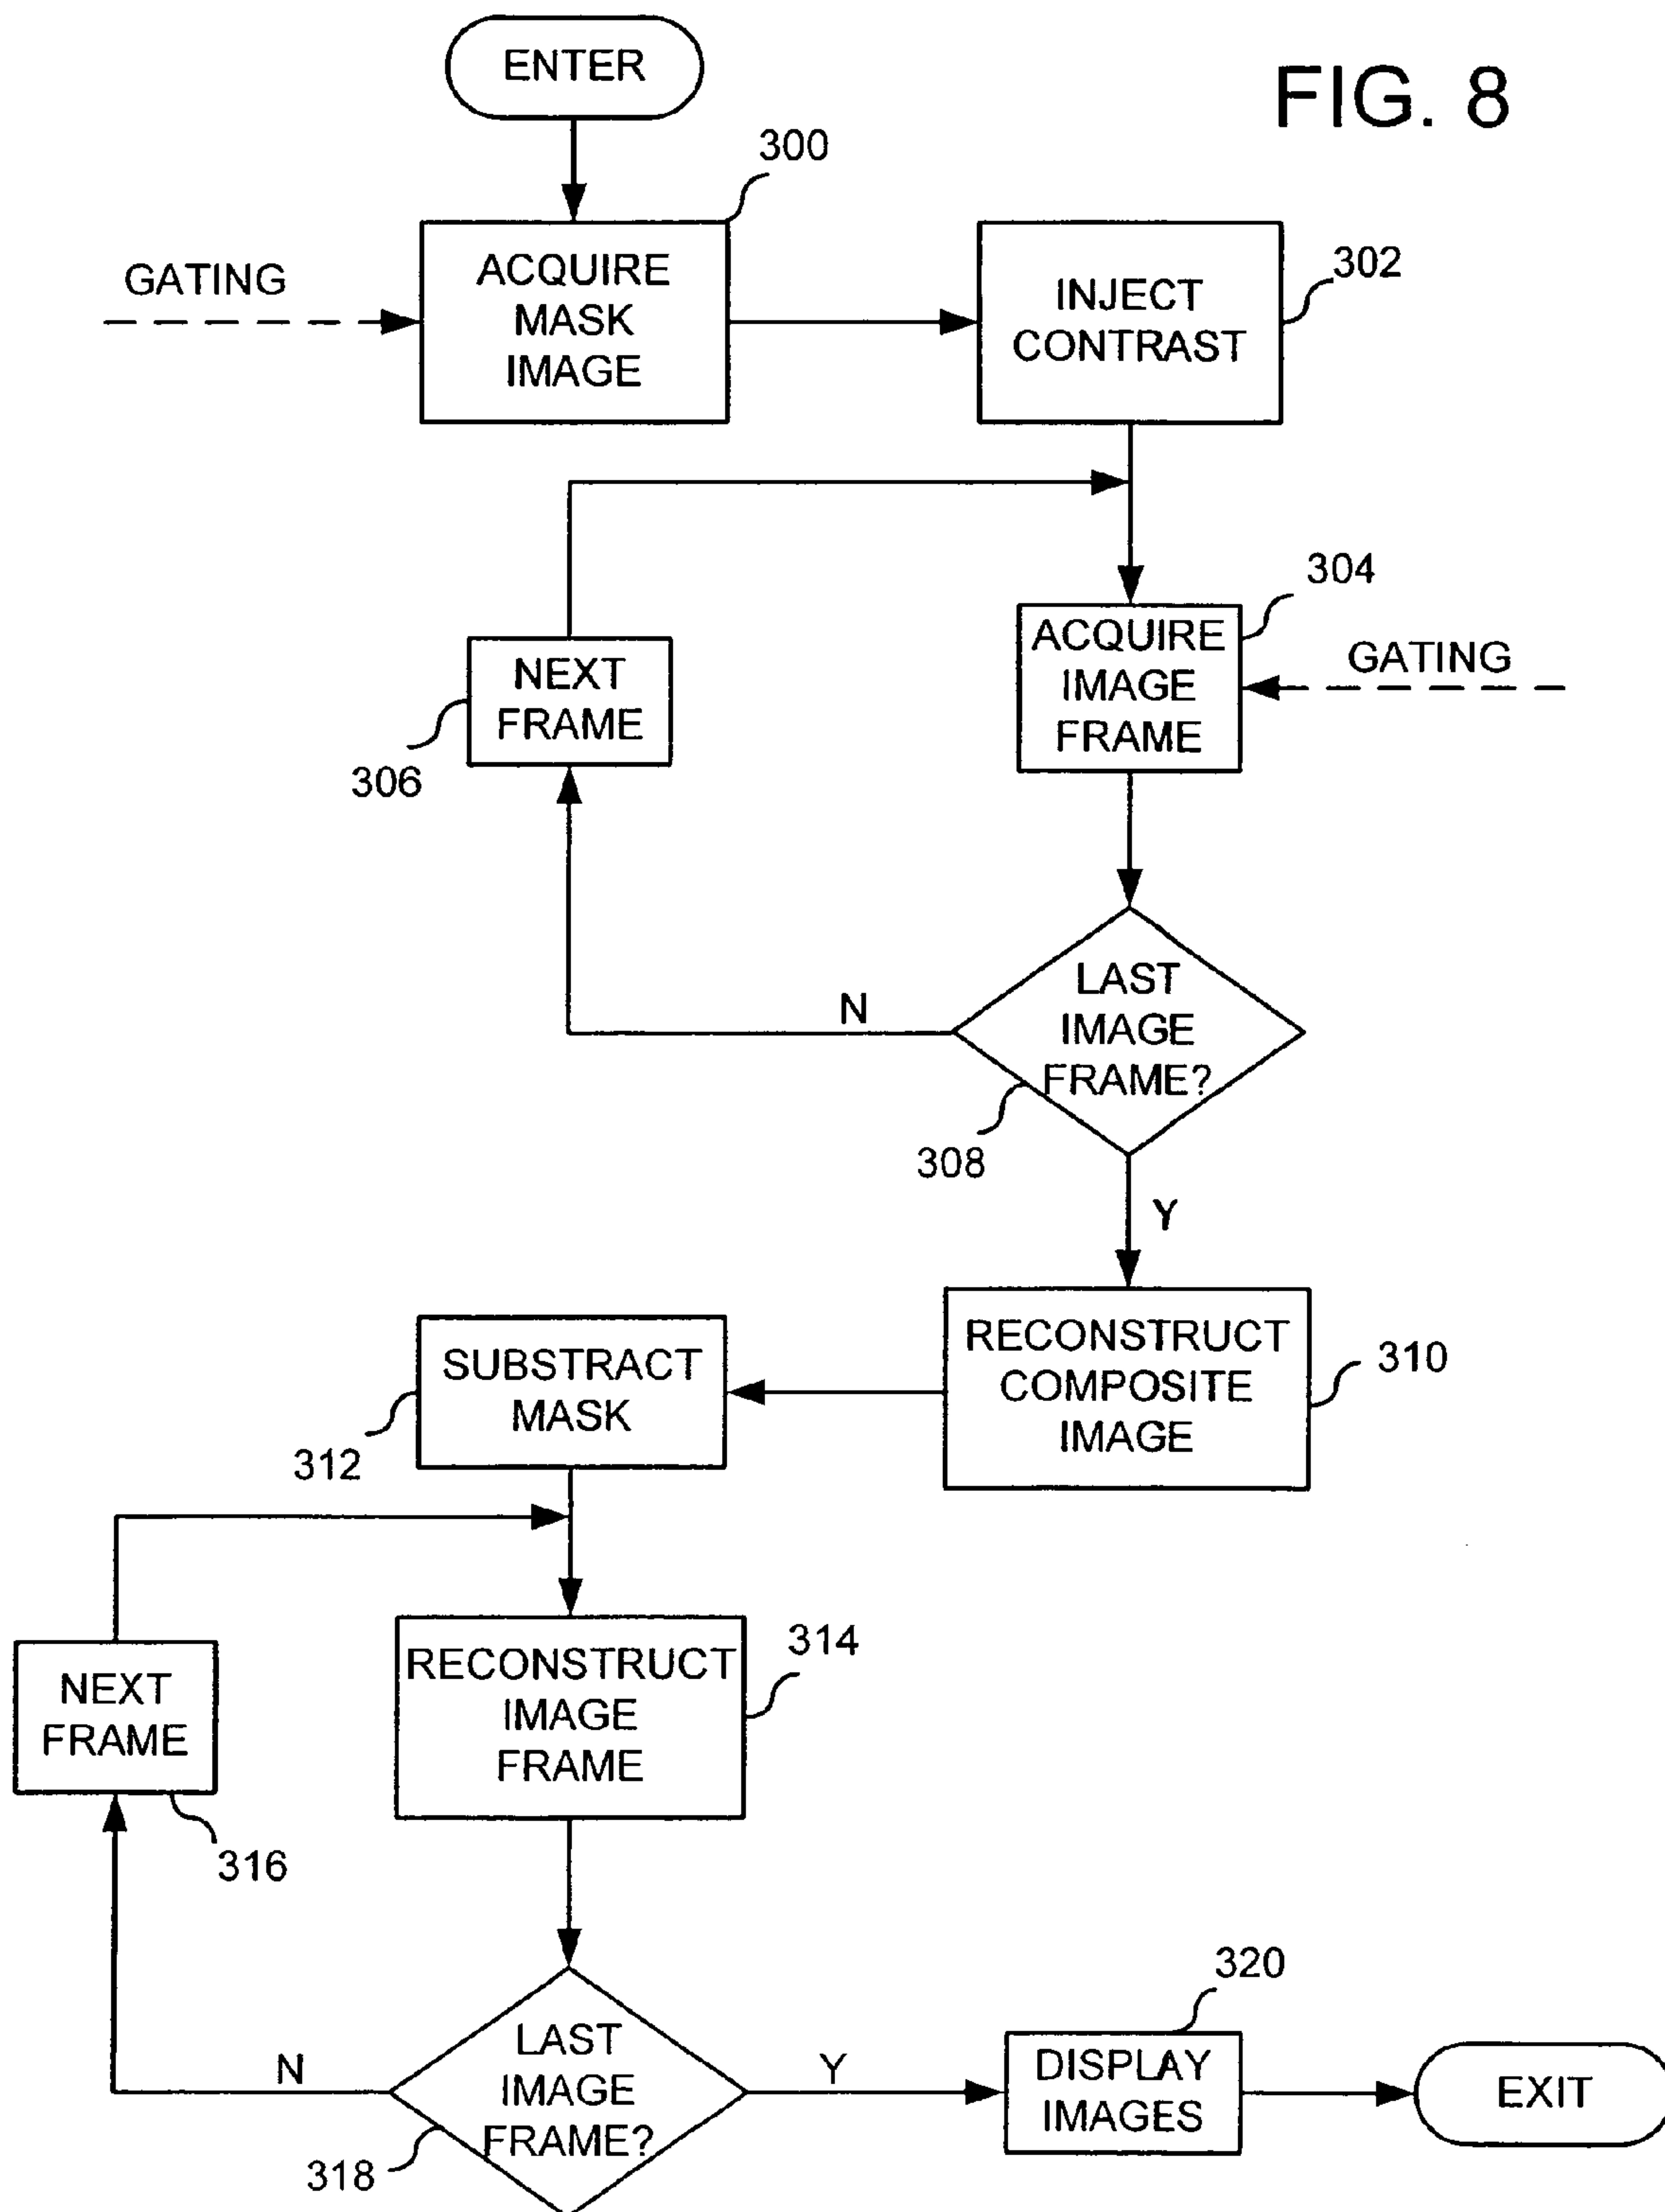 ENTER
FIG. 8
300
GATING
ACQUIRE
MASK
IMAGE
INJECT
CONTRAST
302
304
ACQUIRE
IMAGE
FRAME
GATING
NEXT
FRAME
306
LAST
IMAGE
FRAME?
N
308
Y
RECONSTRUCT
COMPOSITE
IMAGE
310
SUBSTRACT
MASK
312
RECONSTRUCT
IMAGE
FRAME
314
NEXT
FRAME
316
LAST
IMAGE
FRAME?
N
Y
318
320
DISPLAY
IMAGES
EXIT